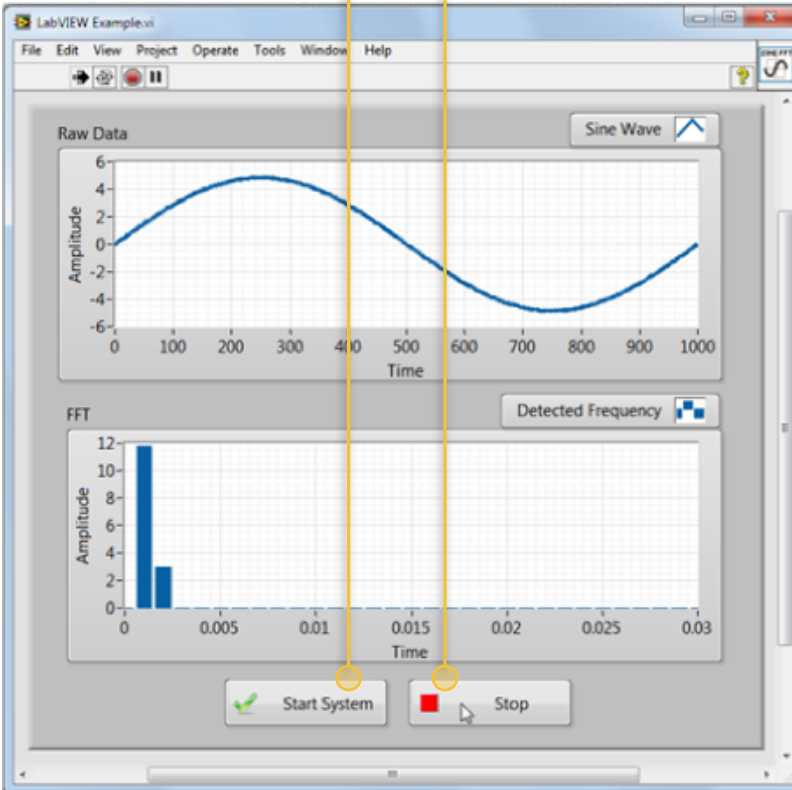 LabVIEW Example.vi
File Edit View Project Operate Tools Window Help
SINE FFT
Raw Data
Sine Wave
6
4
2
0
-2
-4
-6
Amplitude
0 100 200 300 400 500 600 700 800 900 1000
Time
FFT
Detected Frequency
12
10
8
6
4
2
0
Amplitude
0 0.005 0.01 0.015 0.02 0.025 0.03
Time
Start System
Stop